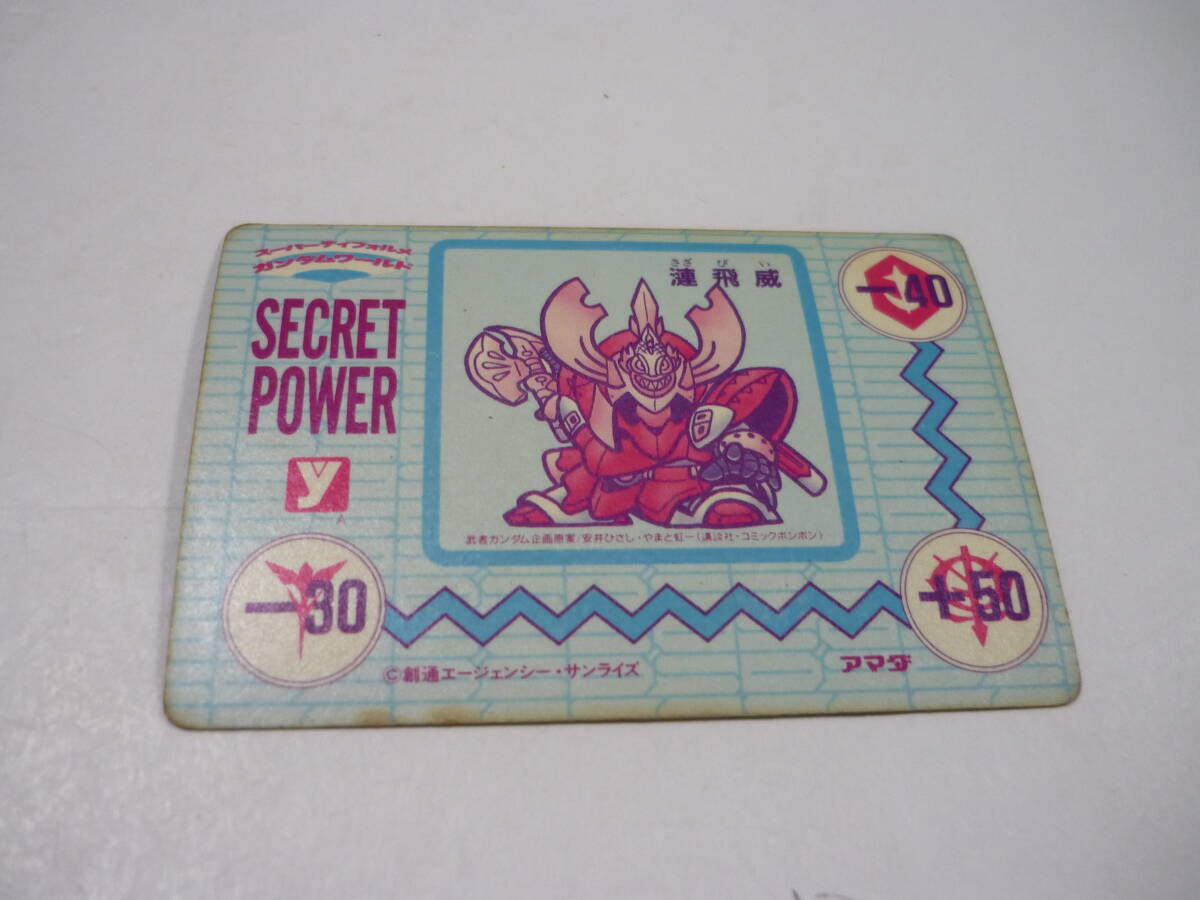 スーパーディフォルメ
ガンダムワールド
SECRET
POWER
y
さざ び い
漣飛威
武者ガンダム企画原案/安井ひさし・やまと虹一(講談社・コミックボンボン)
-40
-30
+50
©創通エージェンシー・サンライズ
アマダ